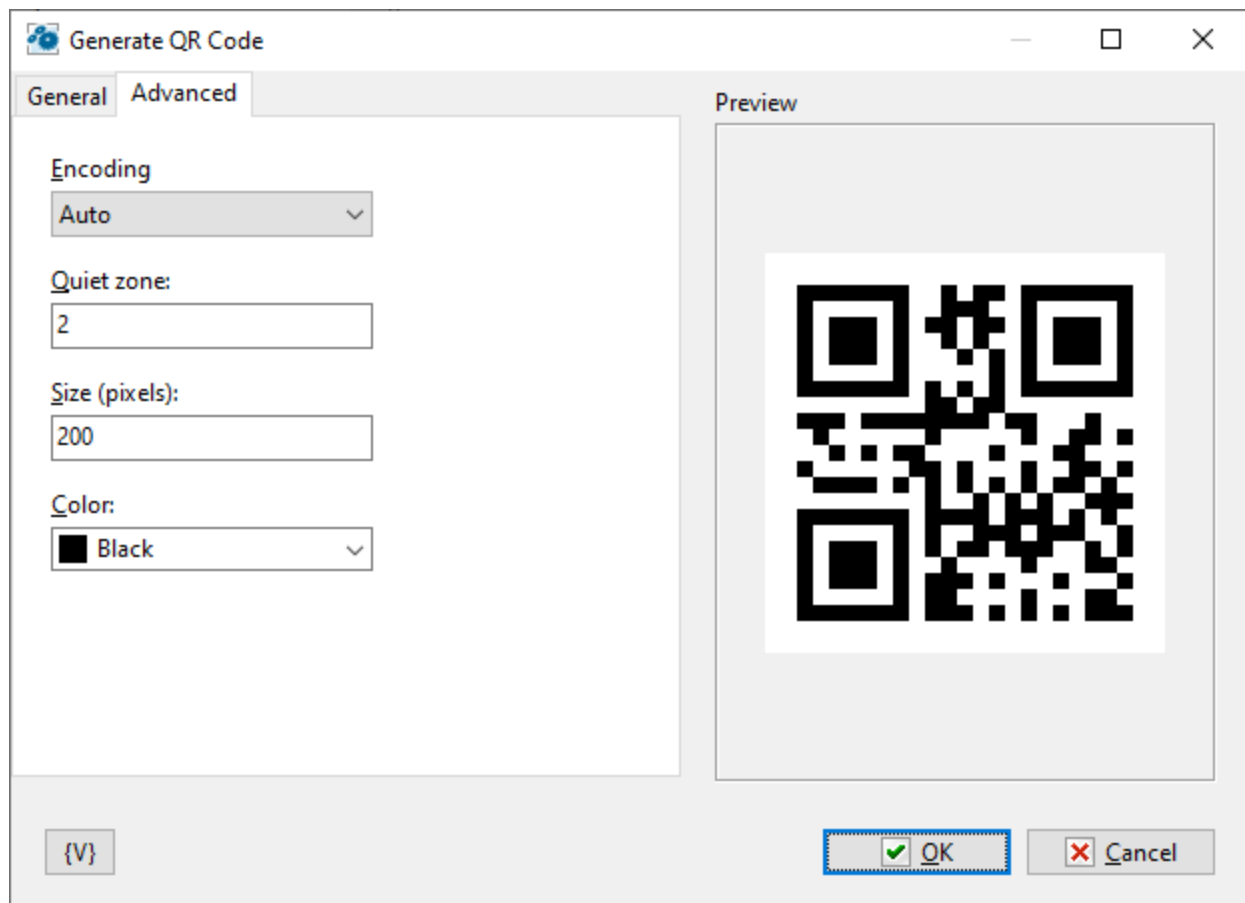 Generate QR Code
General
Advanced
Preview
Encoding
Auto
Quiet zone:
2
Size (pixels):
200
Color:
Black
{V}
OK
Cancel